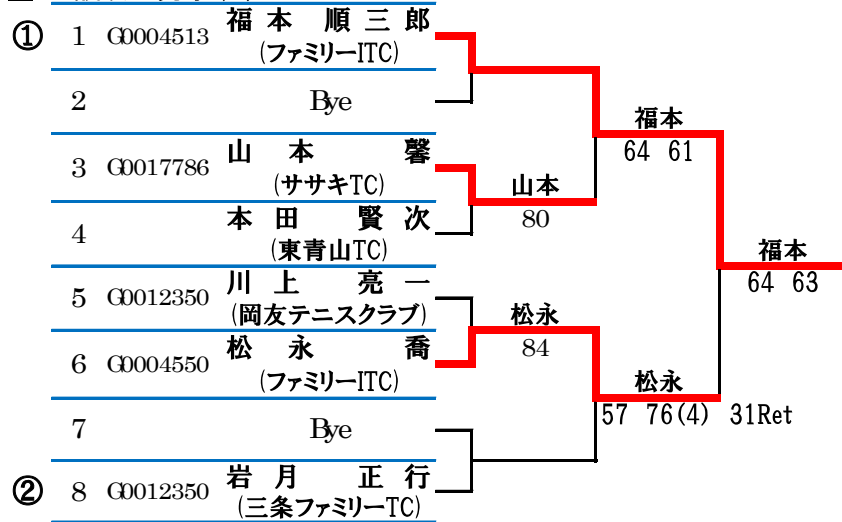 ① 1 G0004513 福本 順三郎
(ファミリーITC)
2 Bye
3 G0017786 山本 馨
(ササキTC)
4 本田 賢次
(東青山TC)
5 G0012350 川上 亮一
(岡友テニスクラブ)
6 G0004550 松永 喬
(ファミリーITC)
7 Bye
② 8 G0012350 岩月 正行
(三条ファミリーTC)
山本
80
松永
84
福本
64 61
松永
57 76(4) 31Ret
福本
64 63